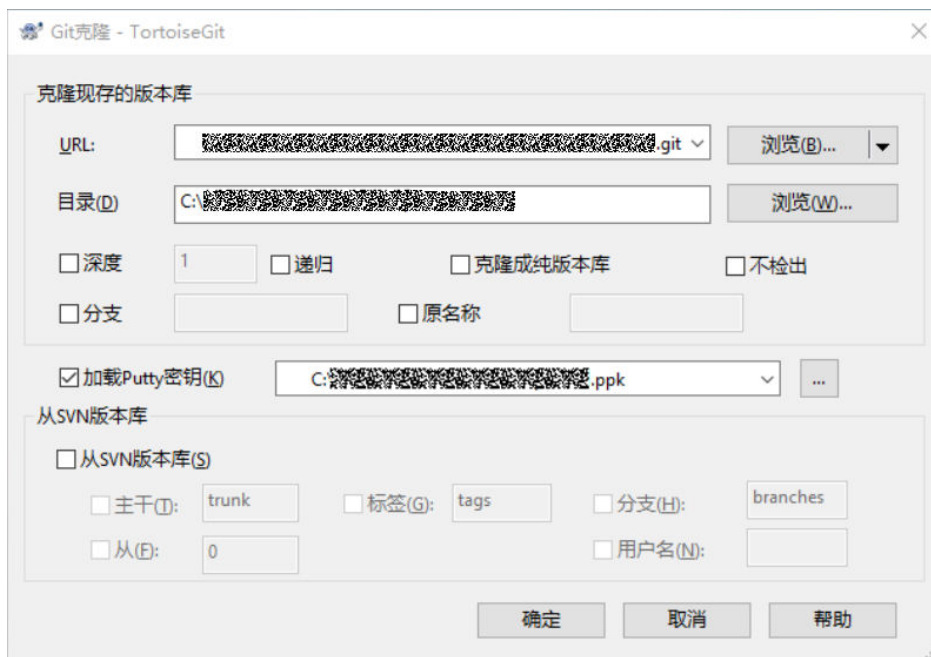 Git克隆 - TortoiseGit
克隆现存的版本库
URL: .git 浏览(B)...
目录(D) C:\ 浏览(W)...
深度 1 递归 克隆成纯版本库 不检出
分支 原名称
加载Putty密钥(K) C: .ppk ...
从SVN版本库
从SVN版本库(S)
主干(T): trunk 标签(G): tags 分支(H): branches
从(F): 0 用户名(N):
确定 取消 帮助